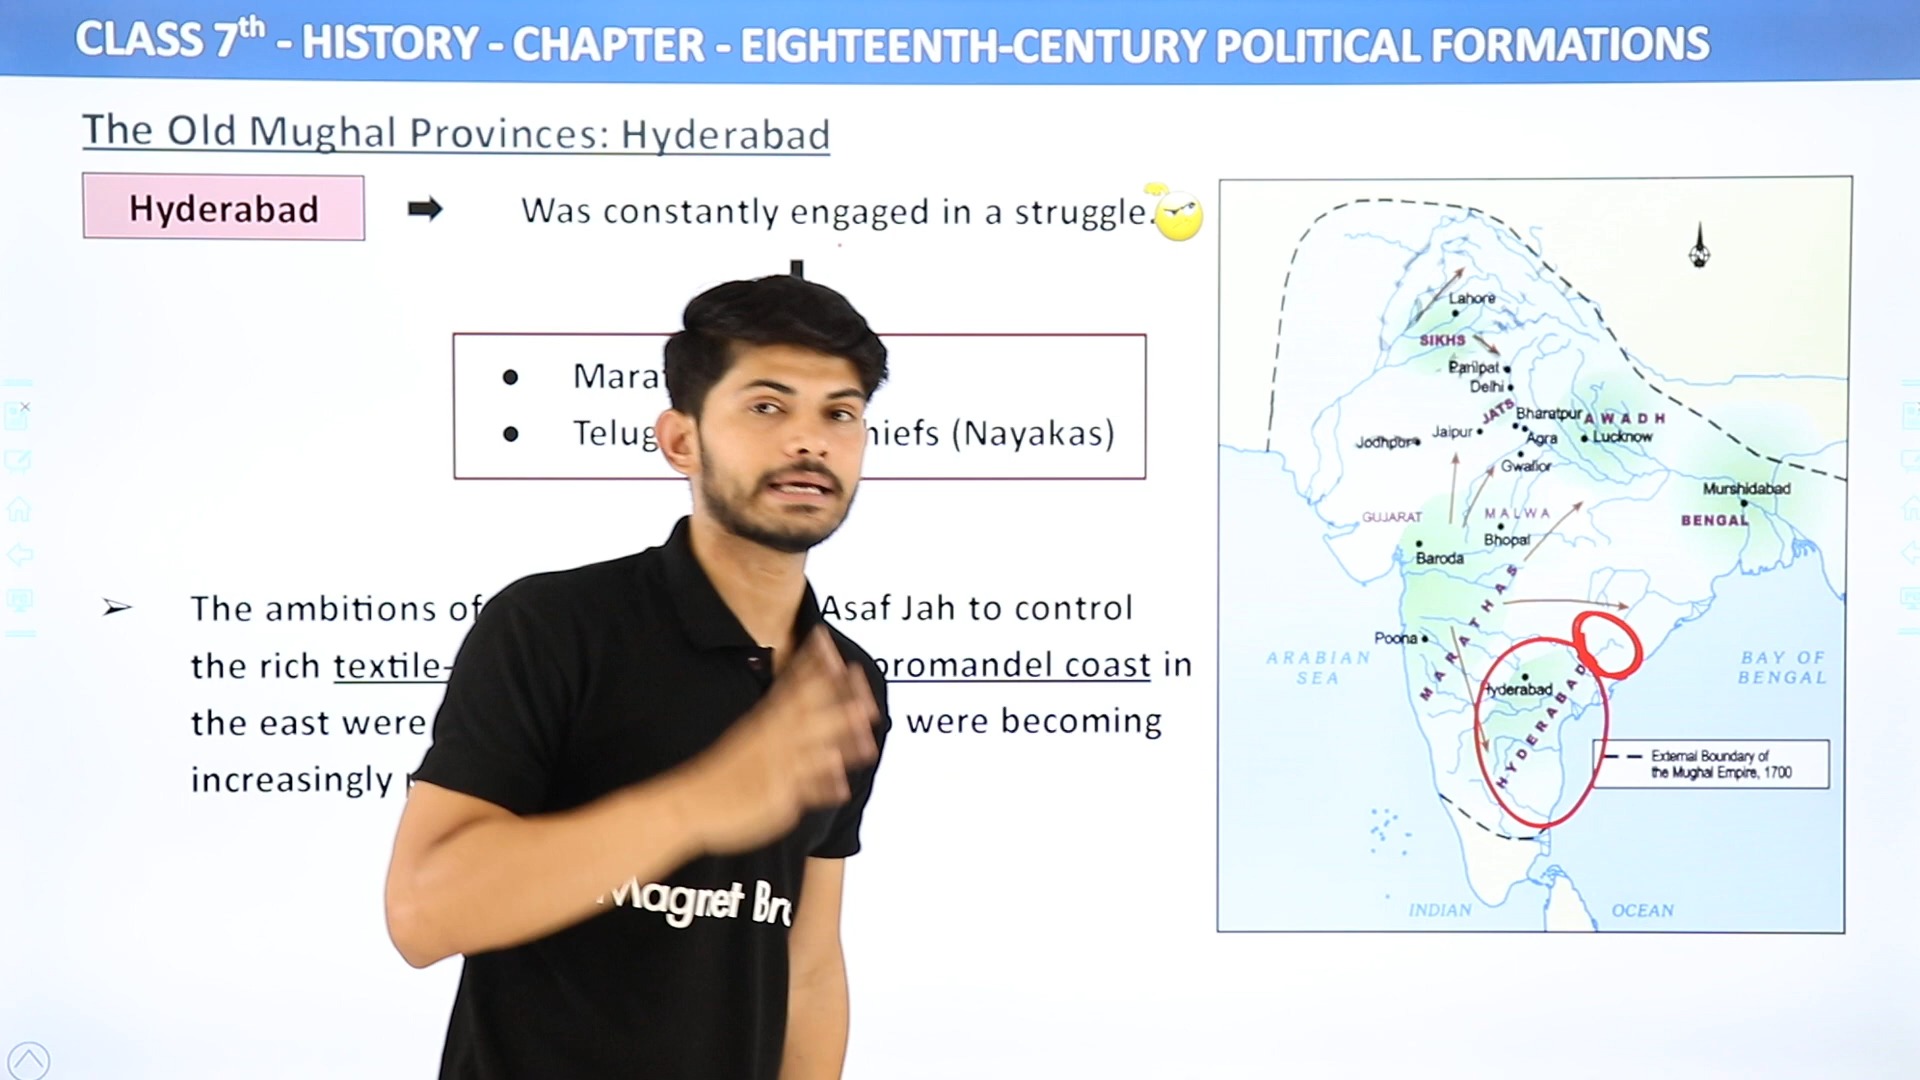 CLASS 7th - HISTORY - CHAPTER - EIGHTEENTH-CENTURY POLITICAL FORMATIONS
The Old Mughal Provinces: Hyderabad
Hyderabad
Was constantly engaged in a struggle.
• Mara
• Telug hiefs (Nayakas)
➢ The ambitions of Asaf Jah to control
the rich textile- oromandel coast in
the east were were becoming
increasingly
Lahore
SIKHS
Panipat
Delhi
JATS
Bharatpur
AWADH
Jodhpur
Jaipur
Agra
Lucknow
Gwalior
Murshidabad
GUJARAT
MALWA
BENGAL
Bhopal
Baroda
MARATHAS
Poona
ARABIAN
SEA
BAY OF
BENGAL
Hyderabad
HYDERABAD
External Boundary of
the Mughal Empire, 1700
INDIAN
OCEAN
Magnet Bro